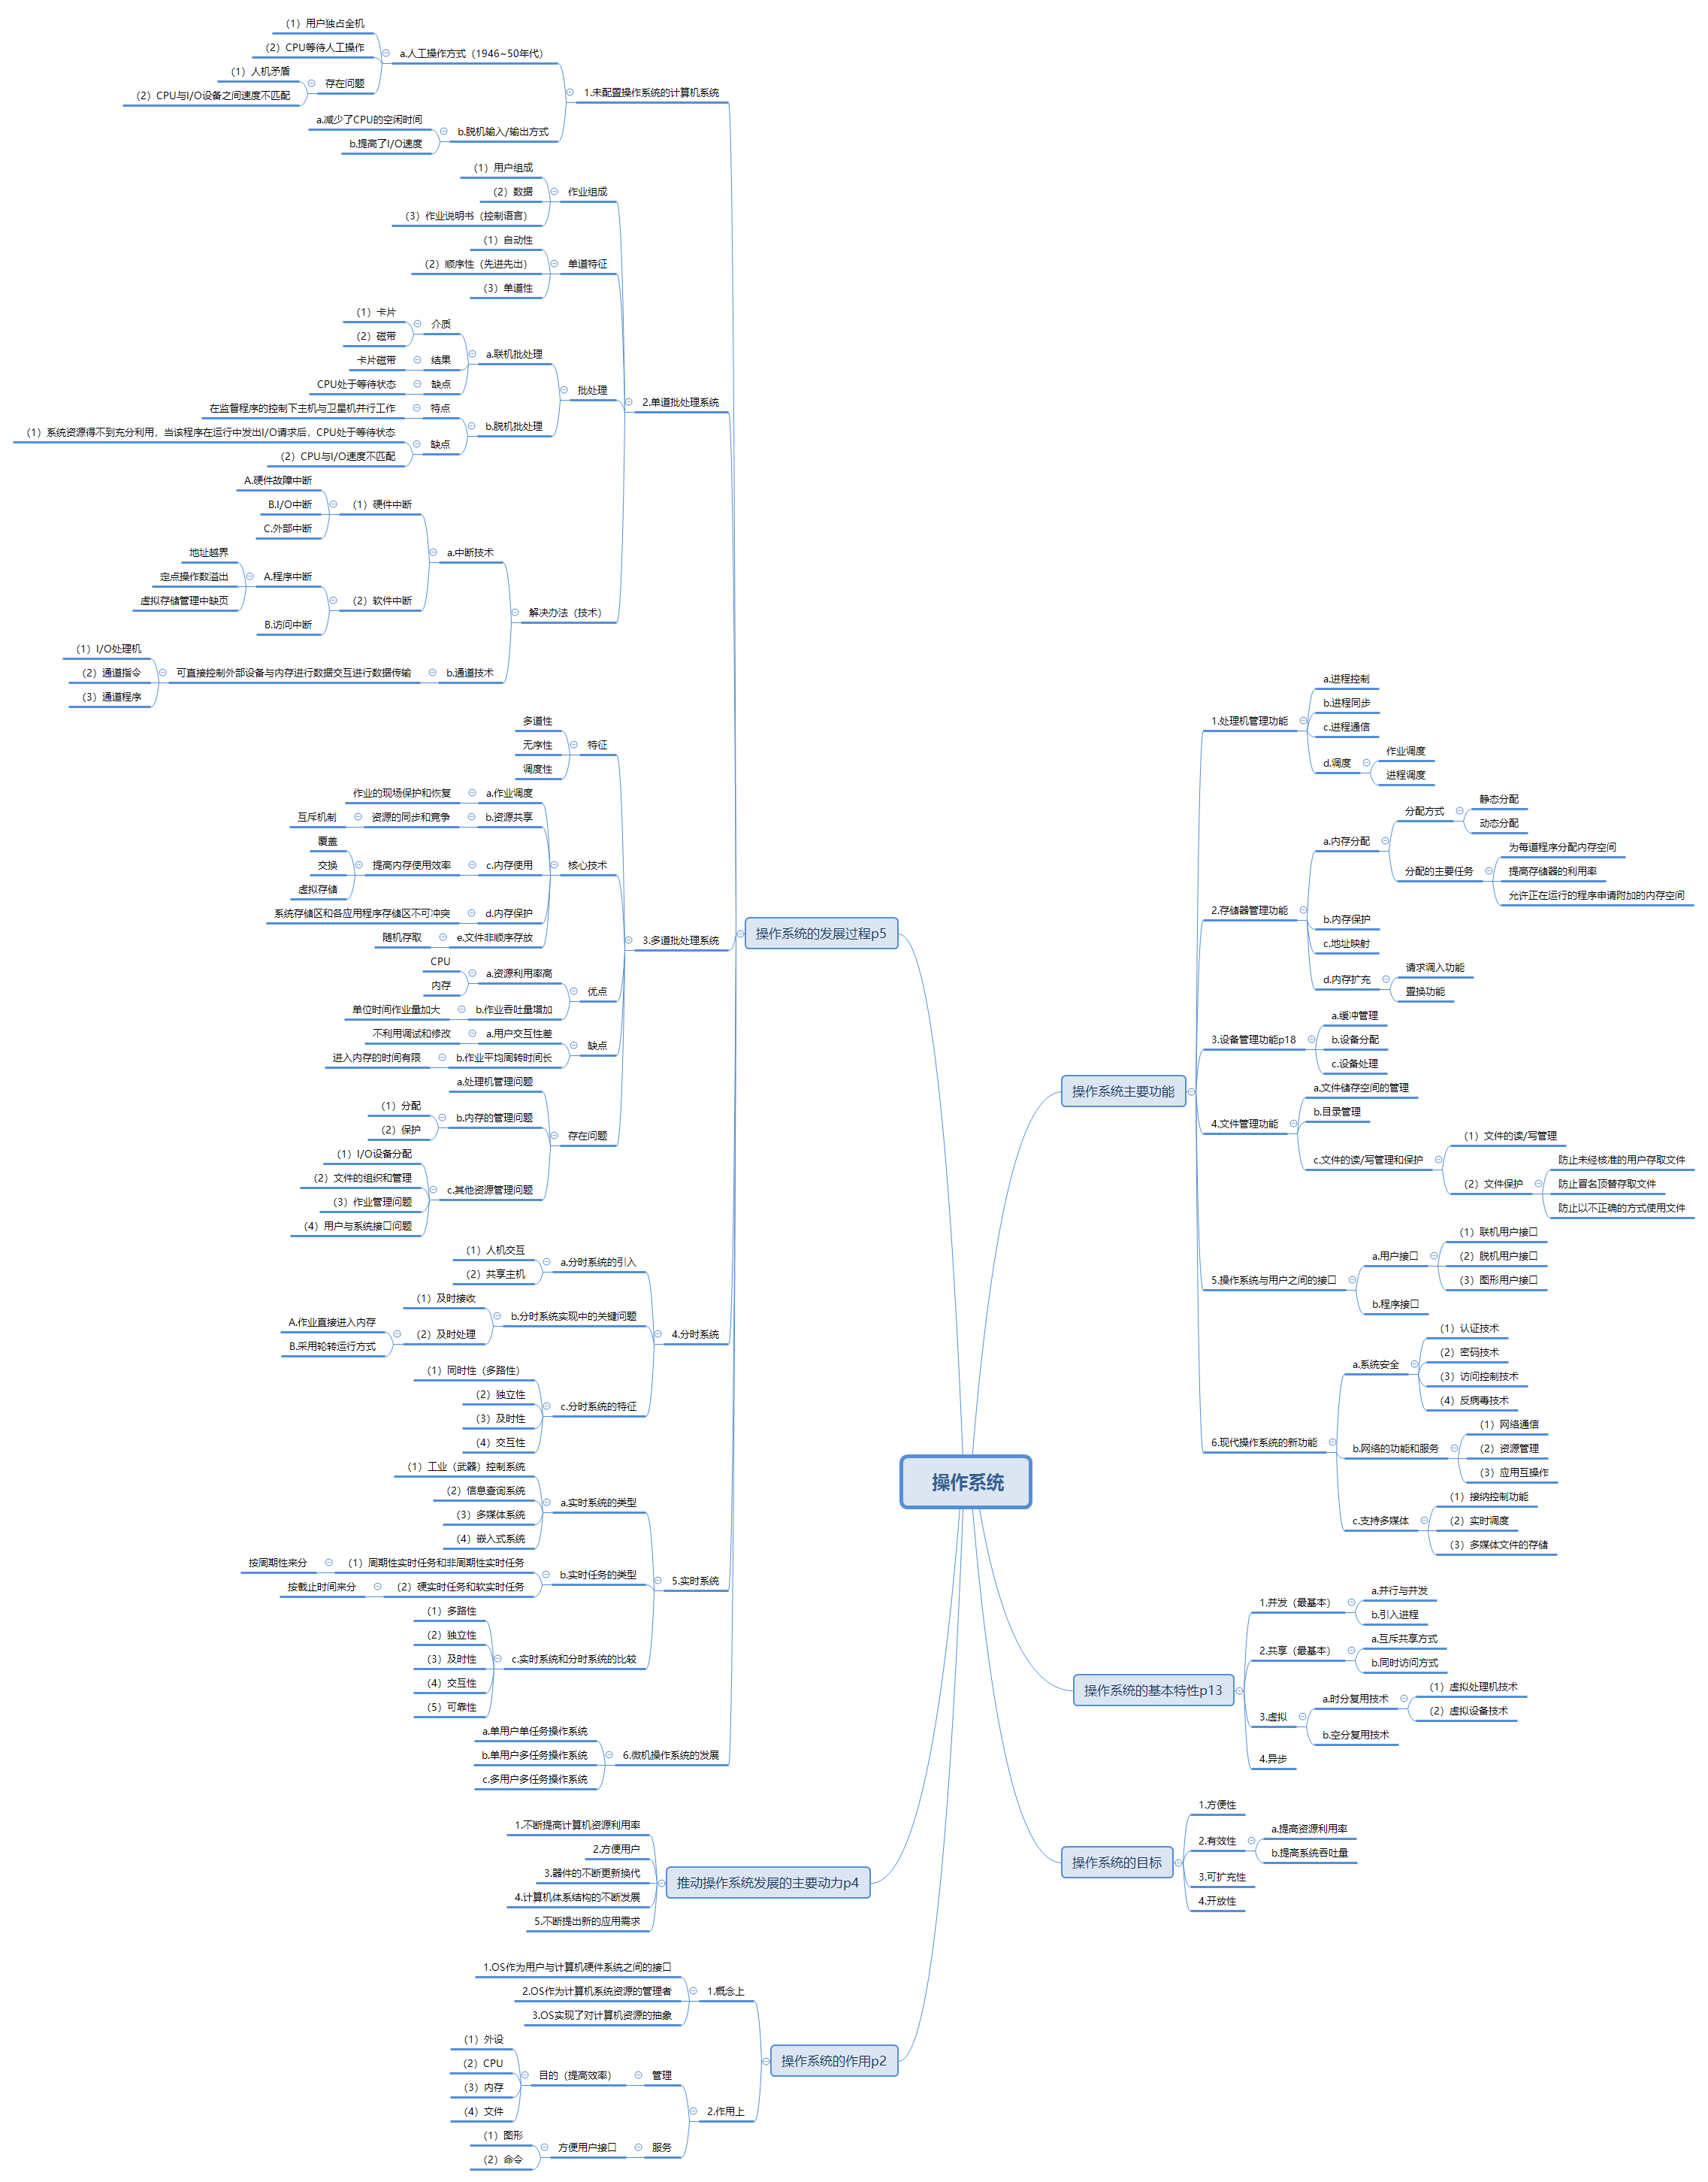 操作系统
操作系统主要功能
1.处理机管理功能
a.进程控制
b.进程同步
c.进程通信
d.调度
作业调度
进程调度
2.存储器管理功能
a.内存分配
分配方式
静态分配
动态分配
分配的主要任务
为每道程序分配内存空间
提高存储器的利用率
允许正在运行的程序申请附加的内存空间
b.内存保护
c.地址映射
d.内存扩充
请求调入功能
置换功能
3.设备管理功能p18
a.缓冲管理
b.设备分配
c.设备处理
4.文件管理功能
a.文件储存空间的管理
b.目录管理
c.文件的读/写管理和保护
（1）文件的读/写管理
（2）文件保护
防止未经核准的用户存取文件
防止冒名顶替存取文件
防止以不正确的方式使用文件
5.操作系统与用户之间的接口
a.用户接口
（1）联机用户接口
（2）脱机用户接口
（3）图形用户接口
b.程序接口
6.现代操作系统的新功能
a.系统安全
（1）认证技术
（2）密码技术
（3）访问控制技术
（4）反病毒技术
b.网络的功能和服务
（1）网络通信
（2）资源管理
（3）应用互操作
c.支持多媒体
（1）接纳控制功能
（2）实时调度
（3）多媒体文件的存储
操作系统的基本特性p13
1.并发（最基本）
a.并行与并发
b.引入进程
2.共享（最基本）
a.互斥共享方式
b.同时访问方式
3.虚拟
a.时分复用技术
（1）虚拟处理机技术
（2）虚拟设备技术
b.空分复用技术
4.异步
操作系统的目标
1.方便性
2.有效性
a.提高资源利用率
b.提高系统吞吐量
3.可扩充性
4.开放性
操作系统的发展过程p5
1.未配置操作系统的计算机系统
a.人工操作方式（1946~50年代）
（1）用户独占全机
（2）CPU等待人工操作
存在问题
（1）人机矛盾
（2）CPU与I/O设备之间速度不匹配
b.脱机输入/输出方式
a.减少了CPU的空闲时间
b.提高了I/O速度
2.单道批处理系统
作业组成
（1）用户组成
（2）数据
（3）作业说明书（控制语言）
单道特征
（1）自动性
（2）顺序性（先进先出）
（3）单道性
批处理
a.联机批处理
介质
（1）卡片
（2）磁带
结果
卡片磁带
缺点
CPU处于等待状态
b.脱机批处理
特点
在监督程序的控制下主机与卫星机并行工作
缺点
（1）系统资源得不到充分利用，当该程序在运行中发出I/O请求后，CPU处于等待状态
（2）CPU与I/O速度不匹配
解决办法（技术）
a.中断技术
（1）硬件中断
A.硬件故障中断
B.I/O中断
C.外部中断
（2）软件中断
A.程序中断
地址越界
定点操作数溢出
虚拟存储管理中缺页
B.访问中断
b.通道技术
可直接控制外部设备与内存进行数据交互进行数据传输
（1）I/O处理机
（2）通道指令
（3）通道程序
3.多道批处理系统
特征
多道性
无序性
调度性
核心技术
a.作业调度
作业的现场保护和恢复
b.资源共享
资源的同步和竞争
互斥机制
c.内存使用
提高内存使用效率
覆盖
交换
虚拟存储
d.内存保护
系统存储区和各应用程序存储区不可冲突
e.文件非顺序存放
随机存取
优点
a.资源利用率高
CPU
内存
b.作业吞吐量增加
单位时间作业量加大
缺点
a.用户交互性差
不利用调试和修改
b.作业平均周转时间长
进入内存的时间有限
存在问题
a.处理机管理问题
b.内存的管理问题
（1）分配
（2）保护
c.其他资源管理问题
（1）I/O设备分配
（2）文件的组织和管理
（3）作业管理问题
（4）用户与系统接口问题
4.分时系统
a.分时系统的引入
（1）人机交互
（2）共享主机
b.分时系统实现中的关键问题
（1）及时接收
（2）及时处理
A.作业直接进入内存
B.采用轮转运行方式
c.分时系统的特征
（1）同时性（多路性）
（2）独立性
（3）及时性
（4）交互性
5.实时系统
a.实时系统的类型
（1）工业（武器）控制系统
（2）信息查询系统
（3）多媒体系统
（4）嵌入式系统
b.实时任务的类型
（1）周期性实时任务和非周期性实时任务
按周期性来分
（2）硬实时任务和软实时任务
按截止时间来分
c.实时系统和分时系统的比较
（1）多路性
（2）独立性
（3）及时性
（4）交互性
（5）可靠性
6.微机操作系统的发展
a.单用户单任务操作系统
b.单用户多任务操作系统
c.多用户多任务操作系统
推动操作系统发展的主要动力p4
1.不断提高计算机资源利用率
2.方便用户
3.器件的不断更新换代
4.计算机体系结构的不断发展
5.不断提出新的应用需求
操作系统的作用p2
1.概念上
1.OS作为用户与计算机硬件系统之间的接口
2.OS作为计算机系统资源的管理者
3.OS实现了对计算机资源的抽象
2.作用上
管理
目的（提高效率）
（1）外设
（2）CPU
（3）内存
（4）文件
服务
方便用户接口
（1）图形
（2）命令